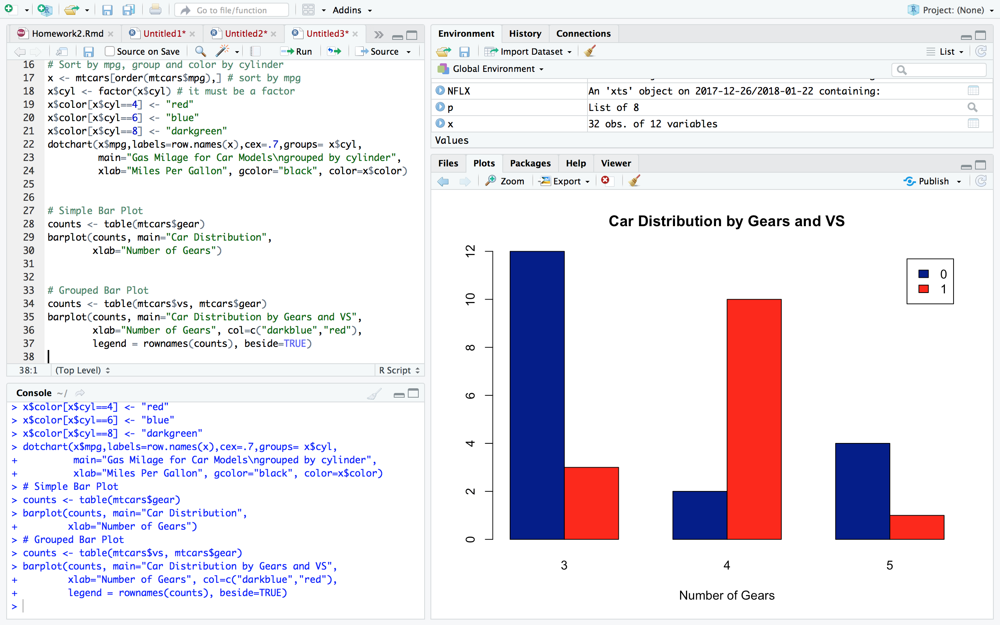 Go to file/function
Addins
Project: (None)
Homework2.Rmd
Untitled1*
Untitled2*
Untitled3*
Source on Save
Run
Source
16 # Sort by mpg, group and color by cylinder
17 x <- mtcars[order(mtcars$mpg),] # sort by mpg
18 x$cyl <- factor(x$cyl) # it must be a factor
19 x$color[x$cyl==4] <- "red"
20 x$color[x$cyl==6] <- "blue"
21 x$color[x$cyl==8] <- "darkgreen"
22 dotchart(x$mpg,labels=row.names(x),cex=.7,groups= x$cyl,
23 main="Gas Milage for Car Models\ngrouped by cylinder",
24 xlab="Miles Per Gallon", gcolor="black", color=x$color)
25
26
27 # Simple Bar Plot
28 counts <- table(mtcars$gear)
29 barplot(counts, main="Car Distribution",
30 xlab="Number of Gears")
31
32
33 # Grouped Bar Plot
34 counts <- table(mtcars$vs, mtcars$gear)
35 barplot(counts, main="Car Distribution by Gears and VS",
36 xlab="Number of Gears", col=c("darkblue","red"),
37 legend = rownames(counts), beside=TRUE)
38
38:1 (Top Level) R Script
Console ~/
> x$color[x$cyl==4] <- "red"
> x$color[x$cyl==6] <- "blue"
> x$color[x$cyl==8] <- "darkgreen"
> dotchart(x$mpg,labels=row.names(x),cex=.7,groups= x$cyl,
+ main="Gas Milage for Car Models\ngrouped by cylinder",
+ xlab="Miles Per Gallon", gcolor="black", color=x$color)
> # Simple Bar Plot
> counts <- table(mtcars$gear)
> barplot(counts, main="Car Distribution",
+ xlab="Number of Gears")
> # Grouped Bar Plot
> counts <- table(mtcars$vs, mtcars$gear)
> barplot(counts, main="Car Distribution by Gears and VS",
+ xlab="Number of Gears", col=c("darkblue","red"),
+ legend = rownames(counts), beside=TRUE)
>
Environment History Connections
Import Dataset
List
Global Environment
NFLX An 'xts' object on 2017-12-26/2018-01-22 containing:
p List of 8
x 32 obs. of 12 variables
Values
Files Plots Packages Help Viewer
Zoom Export Publish
Car Distribution by Gears and VS
12
10
8
6
4
2
0
0
1
3 4 5
Number of Gears